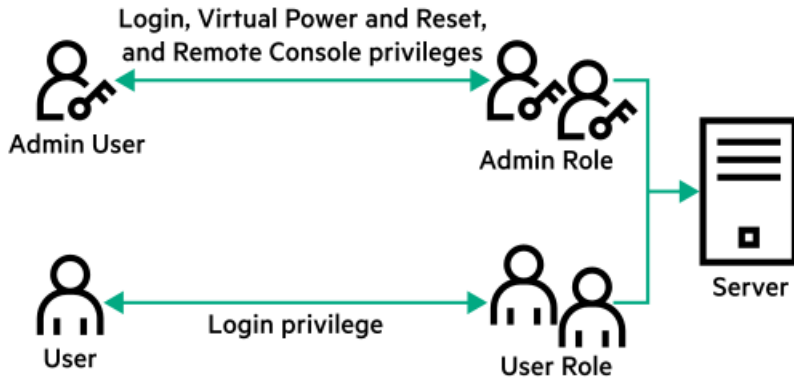 Login, Virtual Power and Reset,
and Remote Console privileges
Admin User
Admin Role
Server
Login privilege
User
User Role